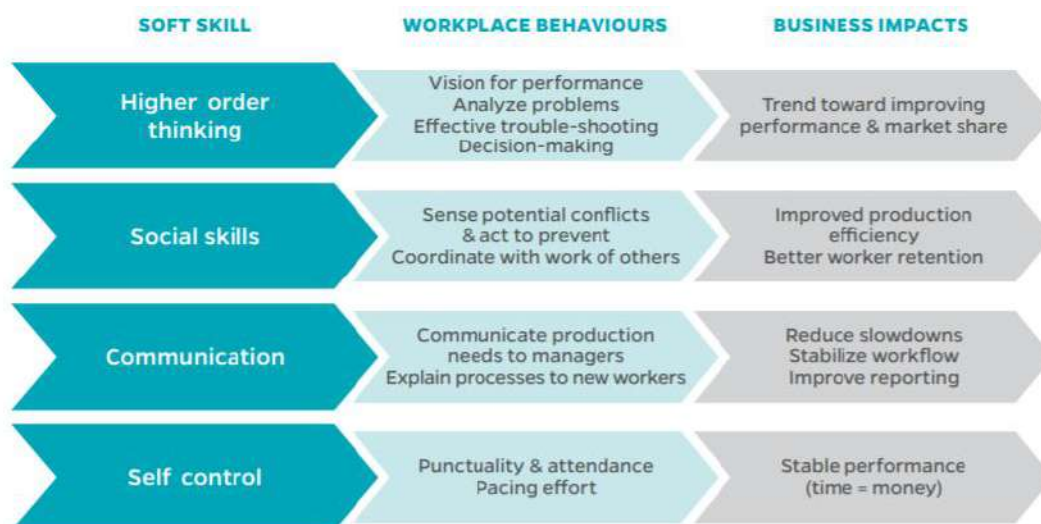 SOFT SKILL
WORKPLACE BEHAVIOURS
BUSINESS IMPACTS
Higher order
thinking
Vision for performance
Analyze problems
Effective trouble-shooting
Decision-making
Trend toward improving
performance & market share
Social skills
Sense potential conflicts
& act to prevent
Coordinate with work of others
Improved production
efficiency
Better worker retention
Communication
Communicate production
needs to managers
Explain processes to new workers
Reduce slowdowns
Stabilize workflow
Improve reporting
Self control
Punctuality & attendance
Pacing effort
Stable performance
(time = money)